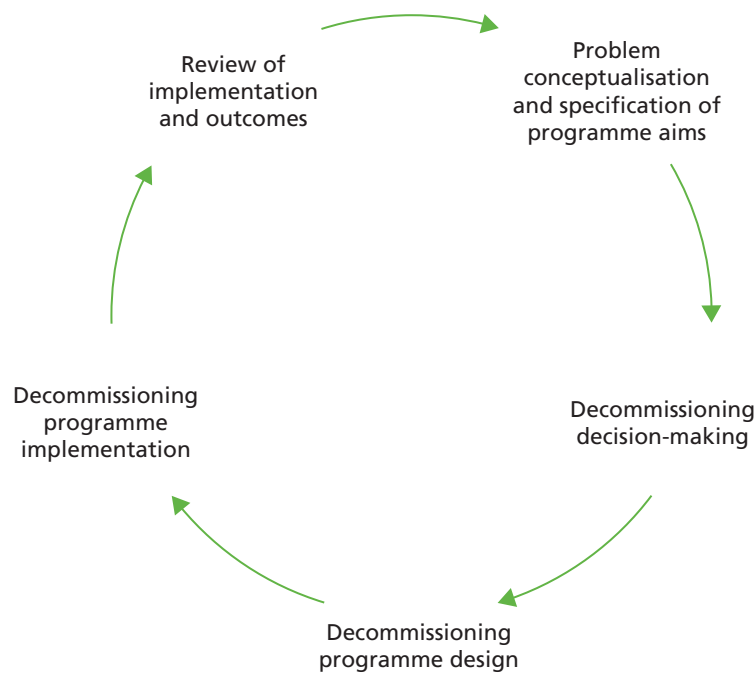 Review of
implementation
and outcomes
Problem
conceptualisation
and specification of
programme aims
Decommissioning
decision-making
Decommissioning
programme design
Decommissioning
programme
implementation